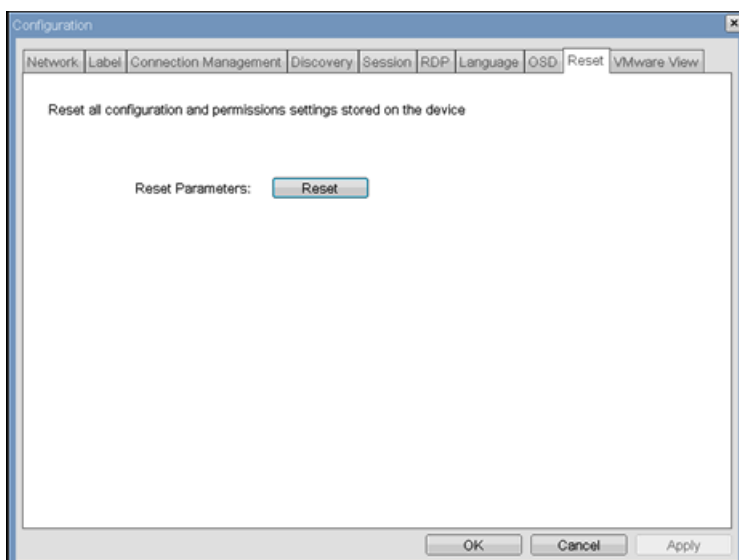 Configuration
Network Label Connection Management Discovery Session RDP Language OSD Reset VMware View
Reset all configuration and permissions settings stored on the device
Reset Parameters: Reset
OK Cancel Apply